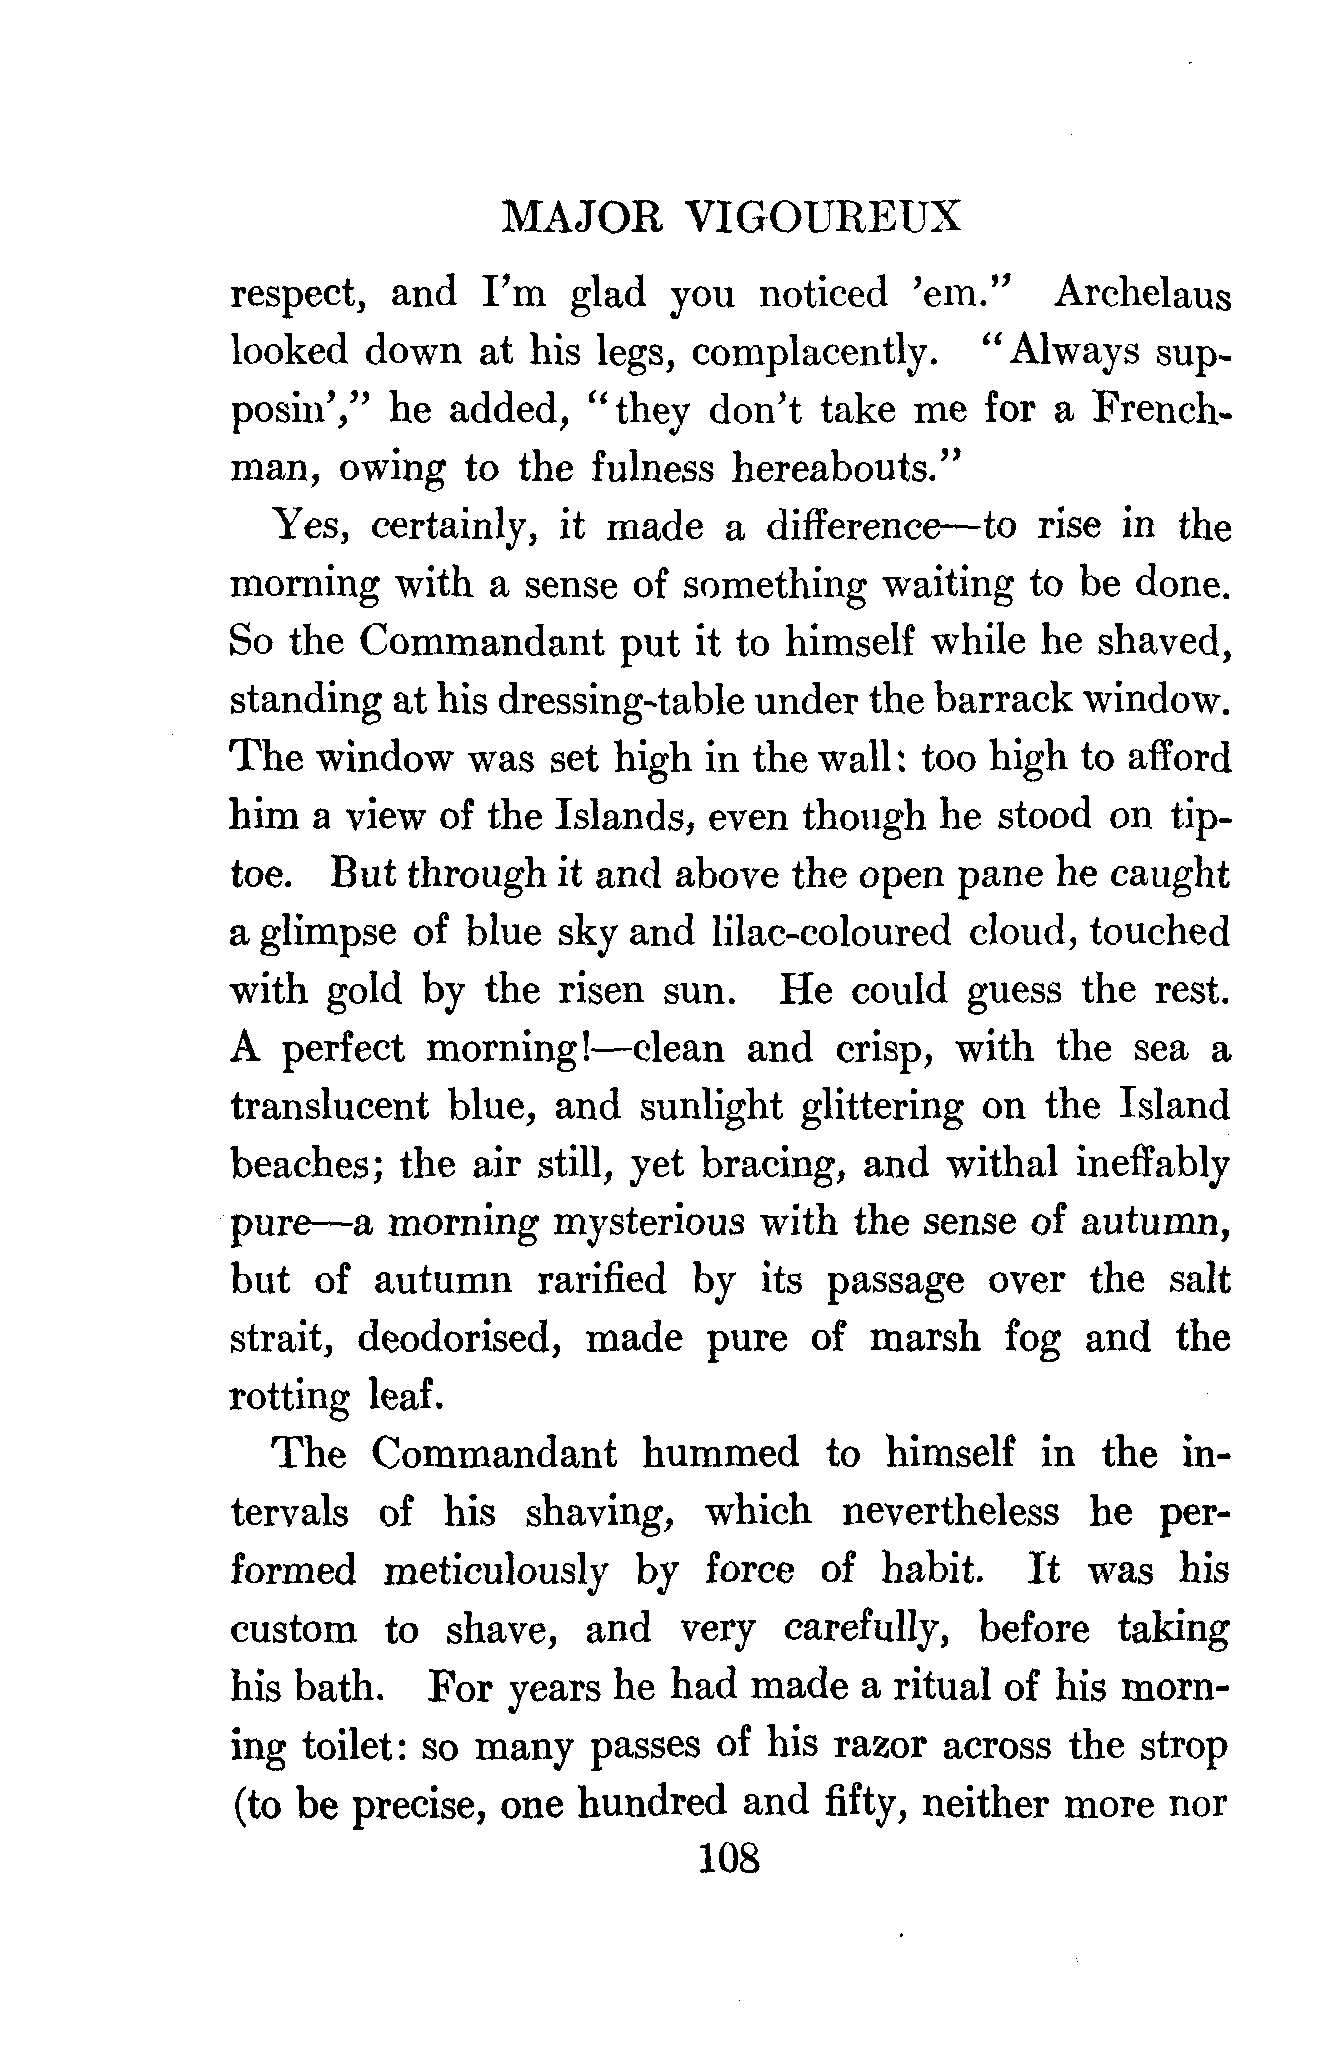 MAJOR VIGOUREUX
respect, and I'm glad you noticed 'em." Archelaus
looked down at his legs, complacently. "Always sup-
posin'," he added, "they don't take me for a French-
man, owing to the fulness hereabouts."
Yes, certainly, it made a difference—to rise in the
morning with a sense of something waiting to be done.
So the Commandant put it to himself while he shaved,
standing at his dressing-table under the barrack window.
The window was set high in the wall: too high to afford
him a view of the Islands, even though he stood on tip-
toe. But through it and above the open pane he caught
a glimpse of blue sky and lilac-coloured cloud, touched
with gold by the risen sun. He could guess the rest.
A perfect morning!—clean and crisp, with the sea a
translucent blue, and sunlight glittering on the Island
beaches; the air still, yet bracing, and withal ineffably
pure—a morning mysterious with the sense of autumn,
but of autumn rarified by its passage over the salt
strait, deodorised, made pure of marsh fog and the
rotting leaf.
The Commandant hummed to himself in the in-
tervals of his shaving, which nevertheless he per-
formed meticulously by force of habit. It was his
custom to shave, and very carefully, before taking
his bath. For years he had made a ritual of his morn-
ing toilet: so many passes of his razor across the strop
(to be precise, one hundred and fifty, neither more nor
108